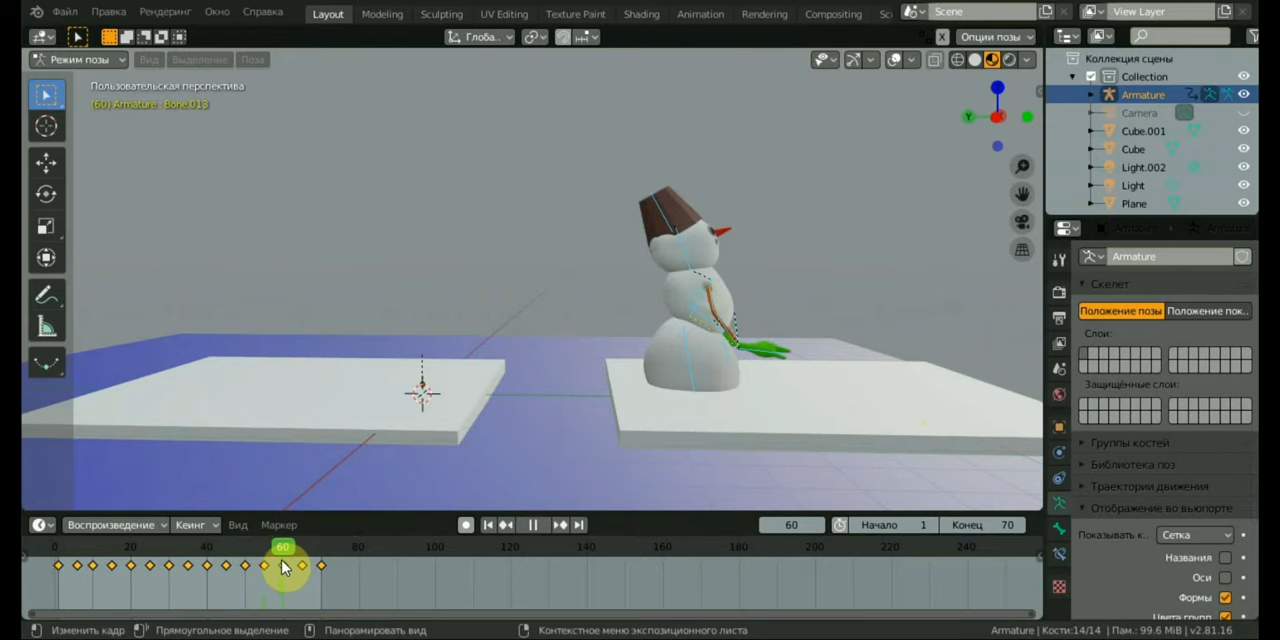 Файл Правка Рендеринг Окно Справка Layout Modeling Sculpting UV Editing Texture Paint Shading Animation Rendering Compositing Sc Scene View Layer
Глоба.. X Опции позы
Режим позы Вид Выделение Поза
Пользовательская перспектива
(60) Armature : Bone.013
Y
Коллекция сцены
Collection
Armature
Camera
Cube.001
Cube
Light.002
Light
Plane
Armature Armature
Armature
Скелет
Положение позы Положение пок..
Слои:
Защищённые слои:
Группы костей
Библиотека поз
Траектории движения
Отображение во вьюпорте
Показывать к.. Сетка
Названия
Оси
Формы
Цвета групп
Воспроизведение Кеинг Вид Маркер 60 Начало 1 Конец 70
0 20 40 60 80 100 120 140 160 180 200 220 240
Изменить кадр Прямоугольное выделение Панорамировать вид Контекстное меню экспозиционного листа Armature | Кости:14/14 | Пам.: 99.6 MiB | v2.81.16